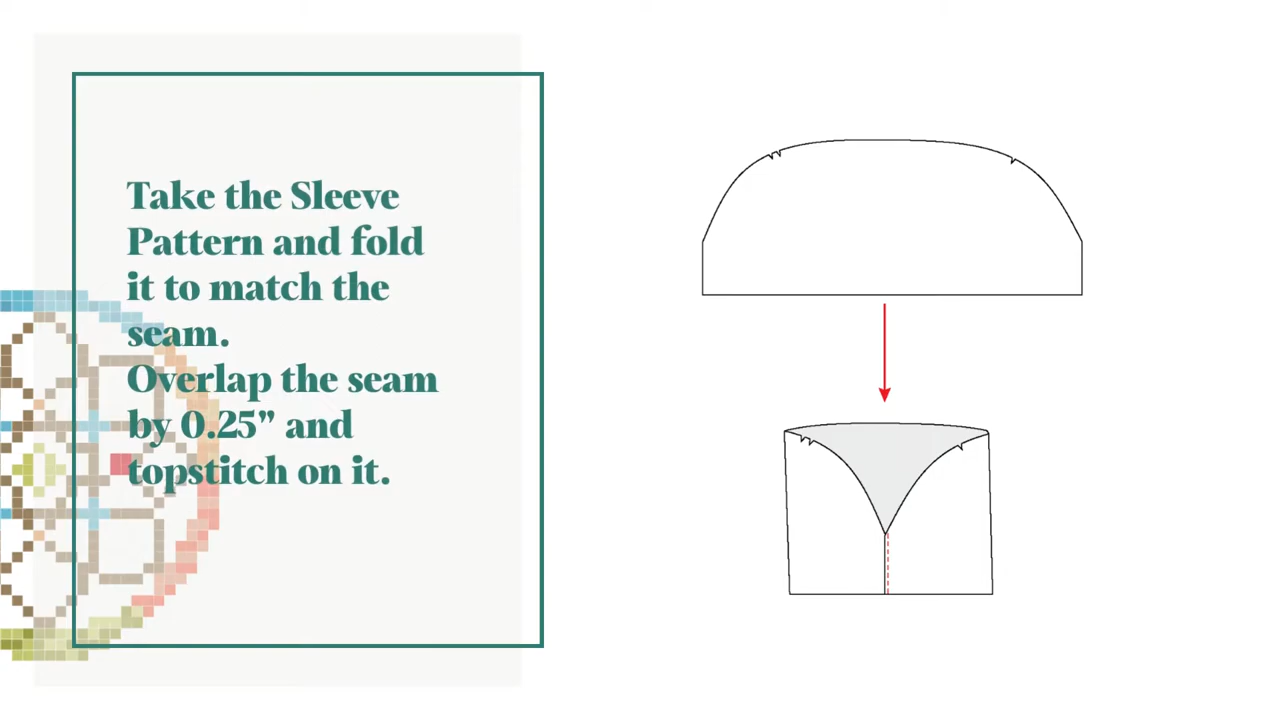 Take the Sleeve
Pattern and fold
it to match the
seam.
Overlap the seam
by 0.25” and
topstitch on it.